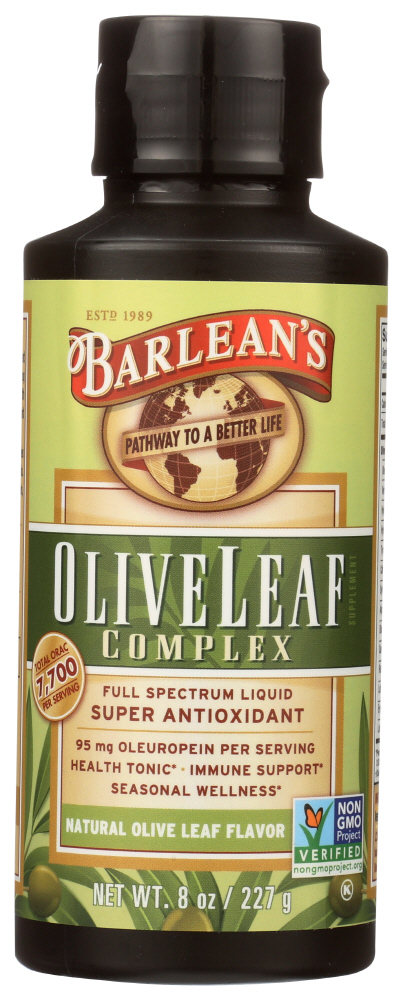 ESTD 1989
BARLEAN'S
PATHWAY TO A BETTER LIFE
OLIVELEAF
SUPPLEMENT
COMPLEX
TOTAL ORAC
7,700
PER SERVING
FULL SPECTRUM LIQUID
SUPER ANTIOXIDANT
95 mg OLEUROPEIN PER SERVING
HEALTH TONIC* • IMMUNE SUPPORT*
SEASONAL WELLNESS*
NATURAL OLIVE LEAF FLAVOR
NON
GMO
Project
VERIFIED
nongmoproject.org
K
NET WT. 8 oz / 227 g